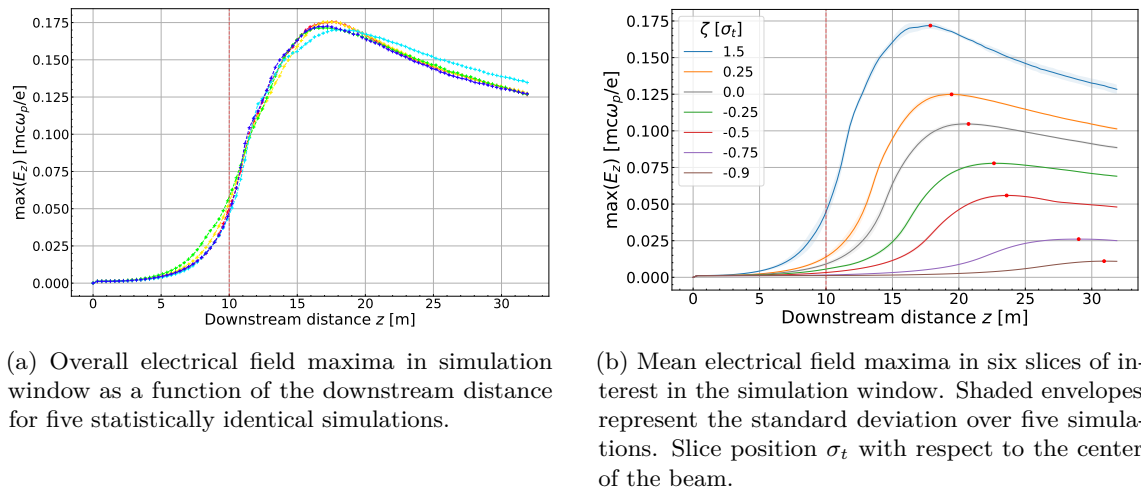 0.175
0.150
0.125
0.100
0.075
0.050
0.025
0.000
max(E_z) [mcω_p/e]
0 5 10 15 20 25 30
Downstream distance z [m]
(a) Overall electrical field maxima in simulation
window as a function of the downstream distance
for five statistically identical simulations.
0.175
0.150
0.125
0.100
0.075
0.050
0.025
0.000
max(E_z) [mcω_p/e]
ζ [σ_t]
1.5
0.25
0.0
-0.25
-0.5
-0.75
-0.9
0 5 10 15 20 25 30
Downstream distance z [m]
(b) Mean electrical field maxima in six slices of in-
terest in the simulation window. Shaded envelopes
represent the standard deviation over five simula-
tions. Slice position σ_t with respect to the center
of the beam.